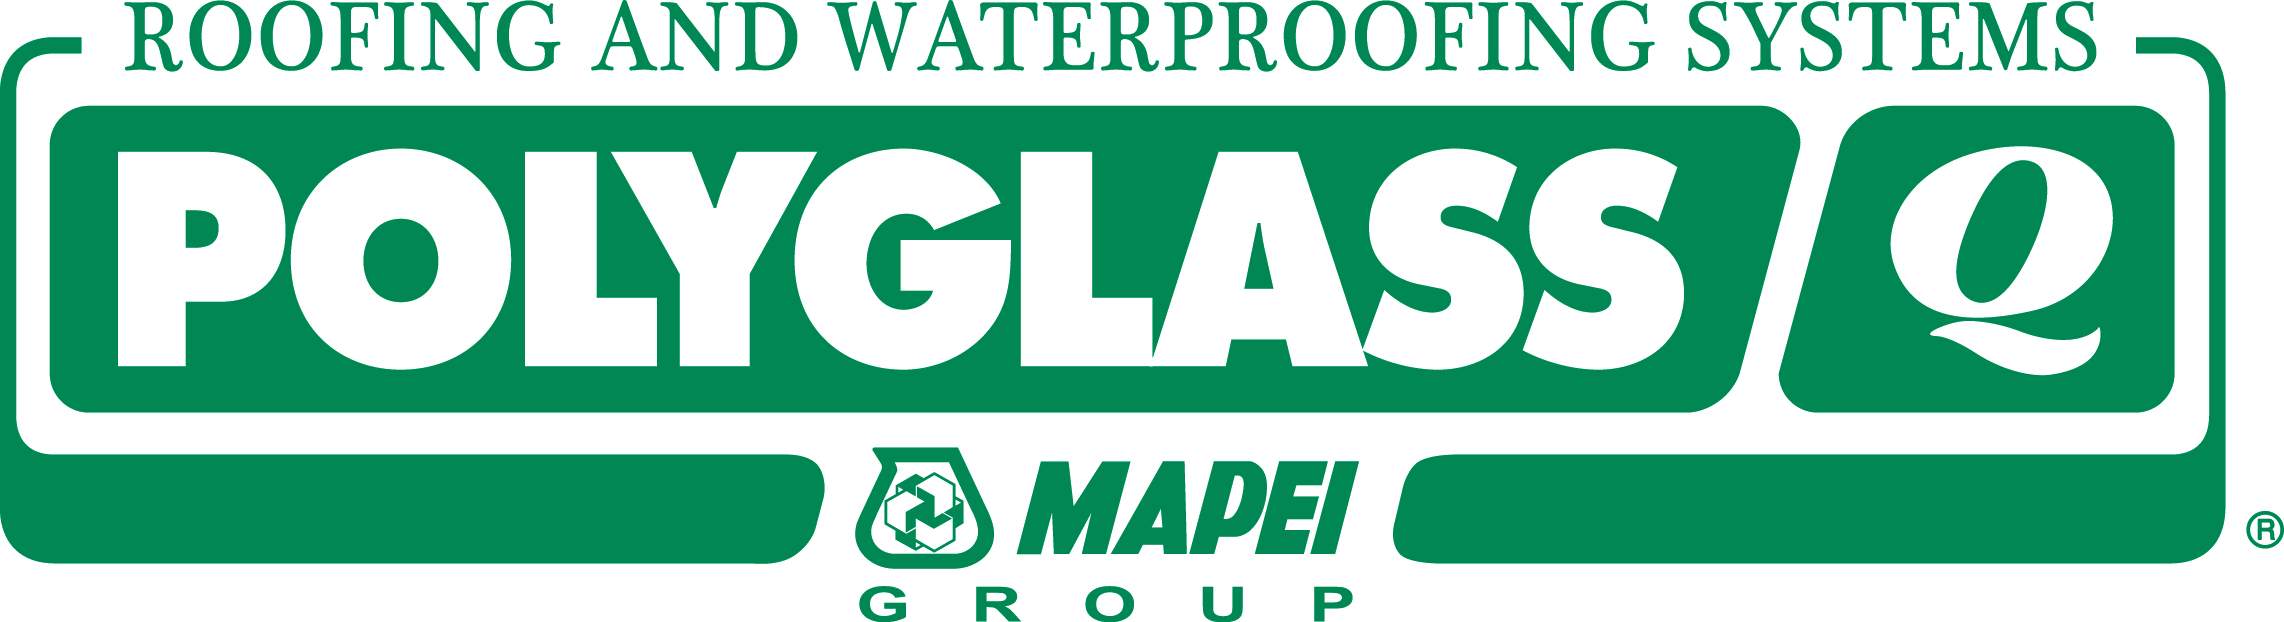 ROOFING AND WATERPROOFING SYSTEMS
POLYGLASS Q
MAPEI
GROUP
®